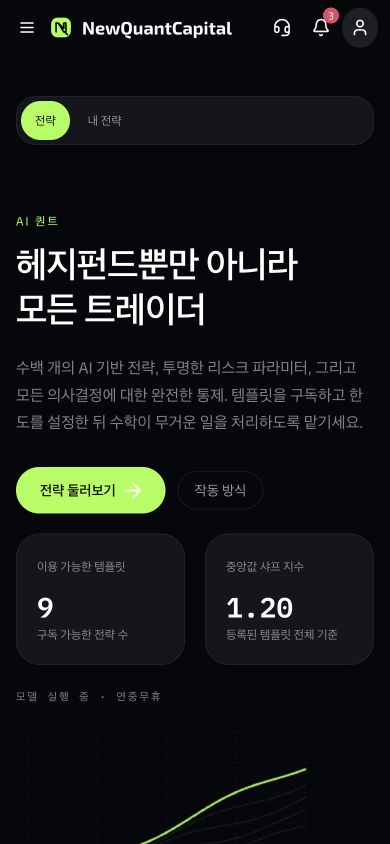 NewQuantCapital
3
전략
내 전략
AI 퀀트
헤지펀드뿐만 아니라
모든 트레이더
수백 개의 AI 기반 전략, 투명한 리스크 파라미터, 그리고
모든 의사결정에 대한 완전한 통제. 템플릿을 구독하고 한
도를 설정한 뒤 수학이 무거운 일을 처리하도록 맡기세요.
전략 둘러보기 →
작동 방식
이용 가능한 템플릿
9
구독 가능한 전략 수
중앙값 샤프 지수
1.20
등록된 템플릿 전체 기준
모델 실행 중 · 연중무휴